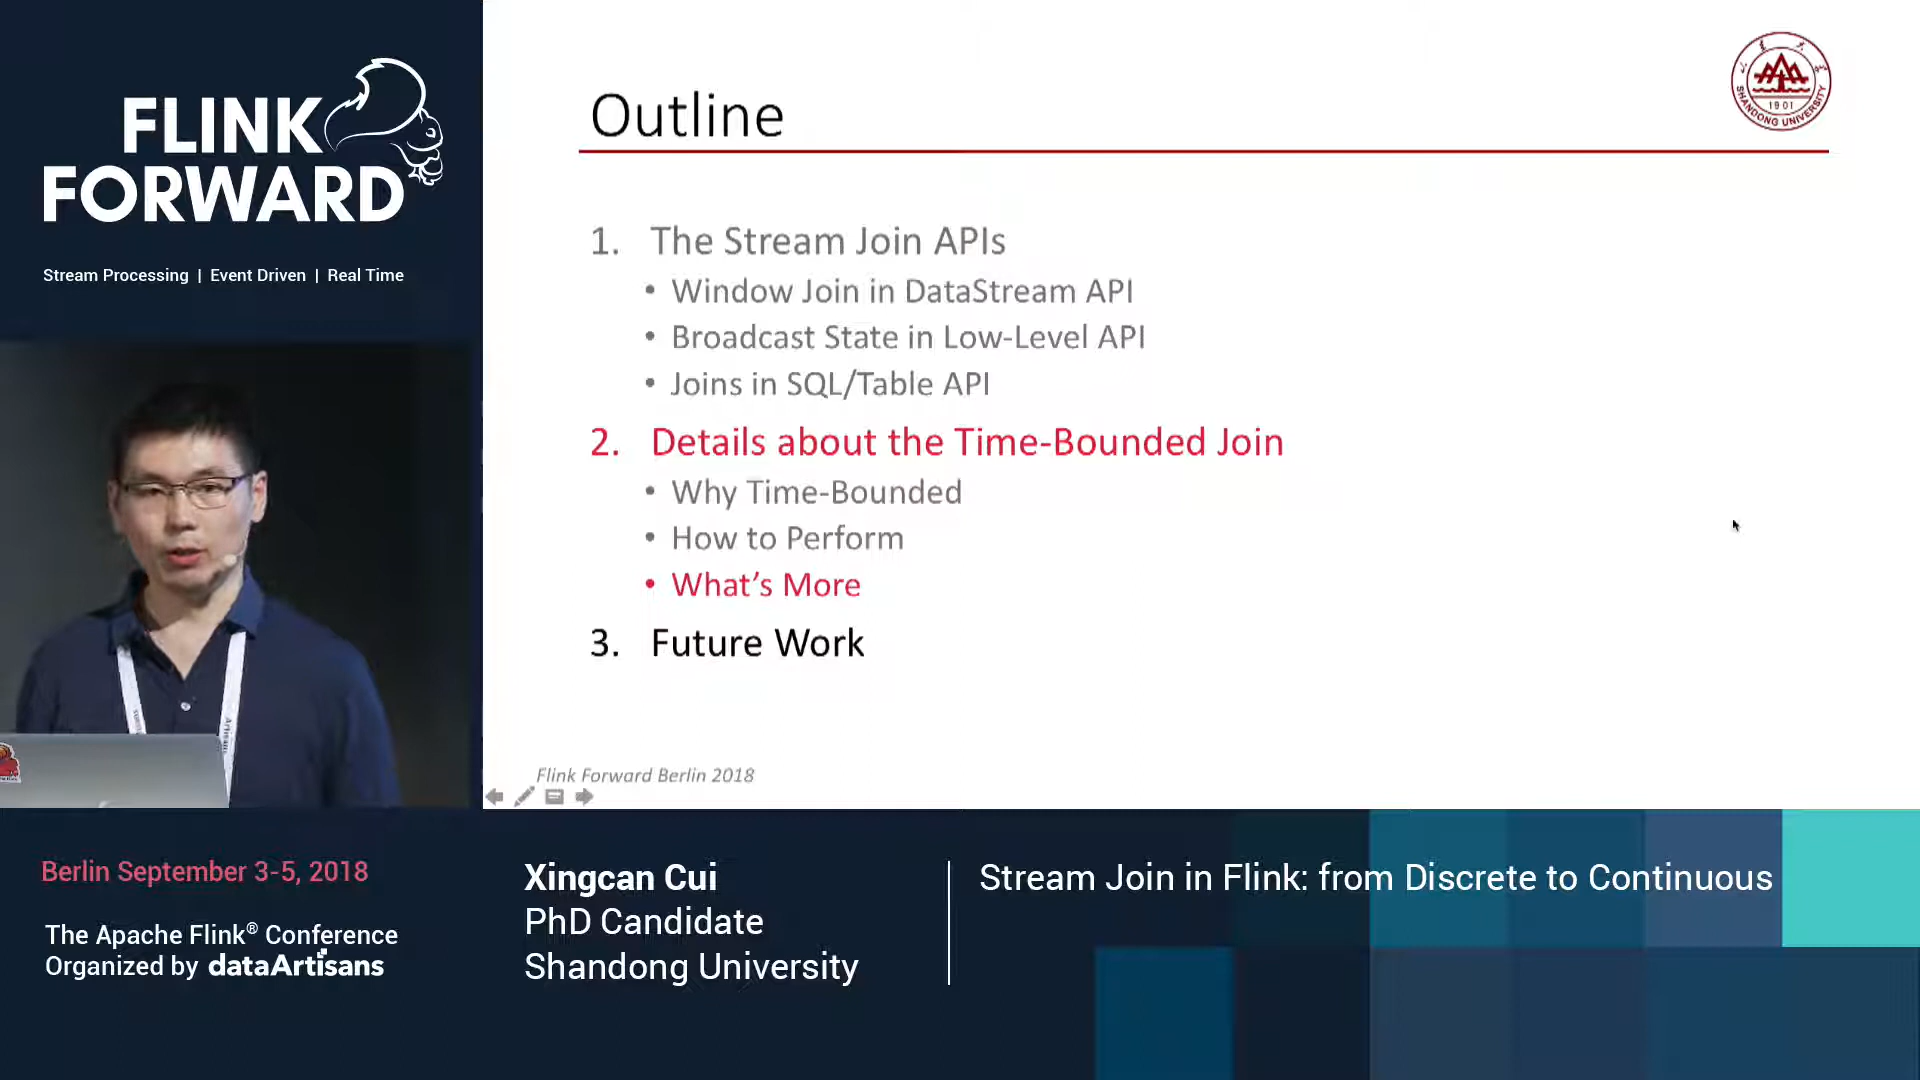 FLINK
FORWARD
Stream Processing | Event Driven | Real Time
Outline
SHANDONG UNIVERSITY
1901
1. The Stream Join APIs
• Window Join in DataStream API
• Broadcast State in Low-Level API
• Joins in SQL/Table API
2. Details about the Time-Bounded Join
• Why Time-Bounded
• How to Perform
• What's More
3. Future Work
Flink Forward Berlin 2018
Berlin September 3-5, 2018
The Apache Flink® Conference
Organized by dataArtisans
Xingcan Cui
PhD Candidate
Shandong University
Stream Join in Flink: from Discrete to Continuous